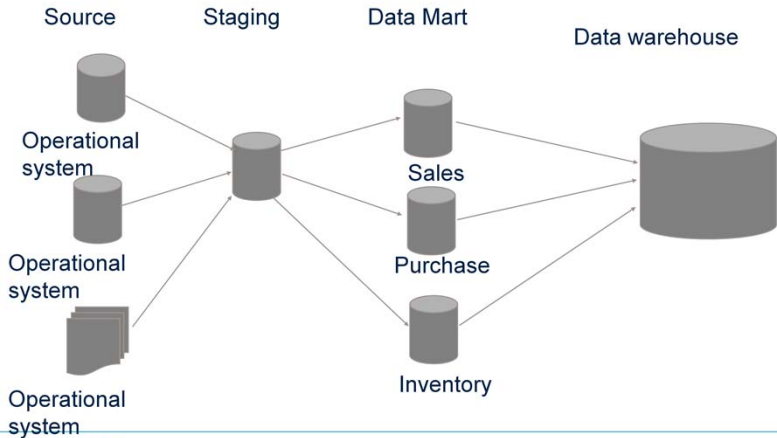 Source
Staging
Data Mart
Data warehouse
Operational
system
Sales
Operational
system
Purchase
Operational
system
Inventory